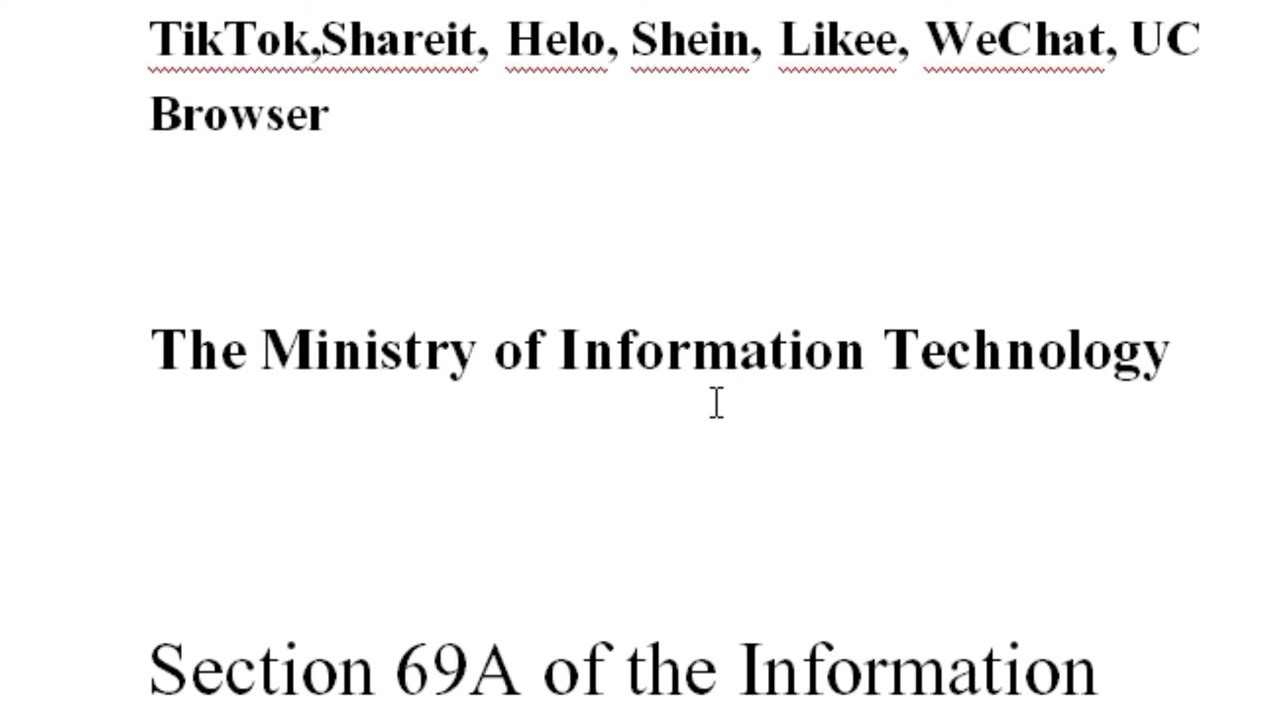 TikTok,Shareit, Helo, Shein, Likee, WeChat, UC
Browser
The Ministry of Information Technology
Section 69A of the Information